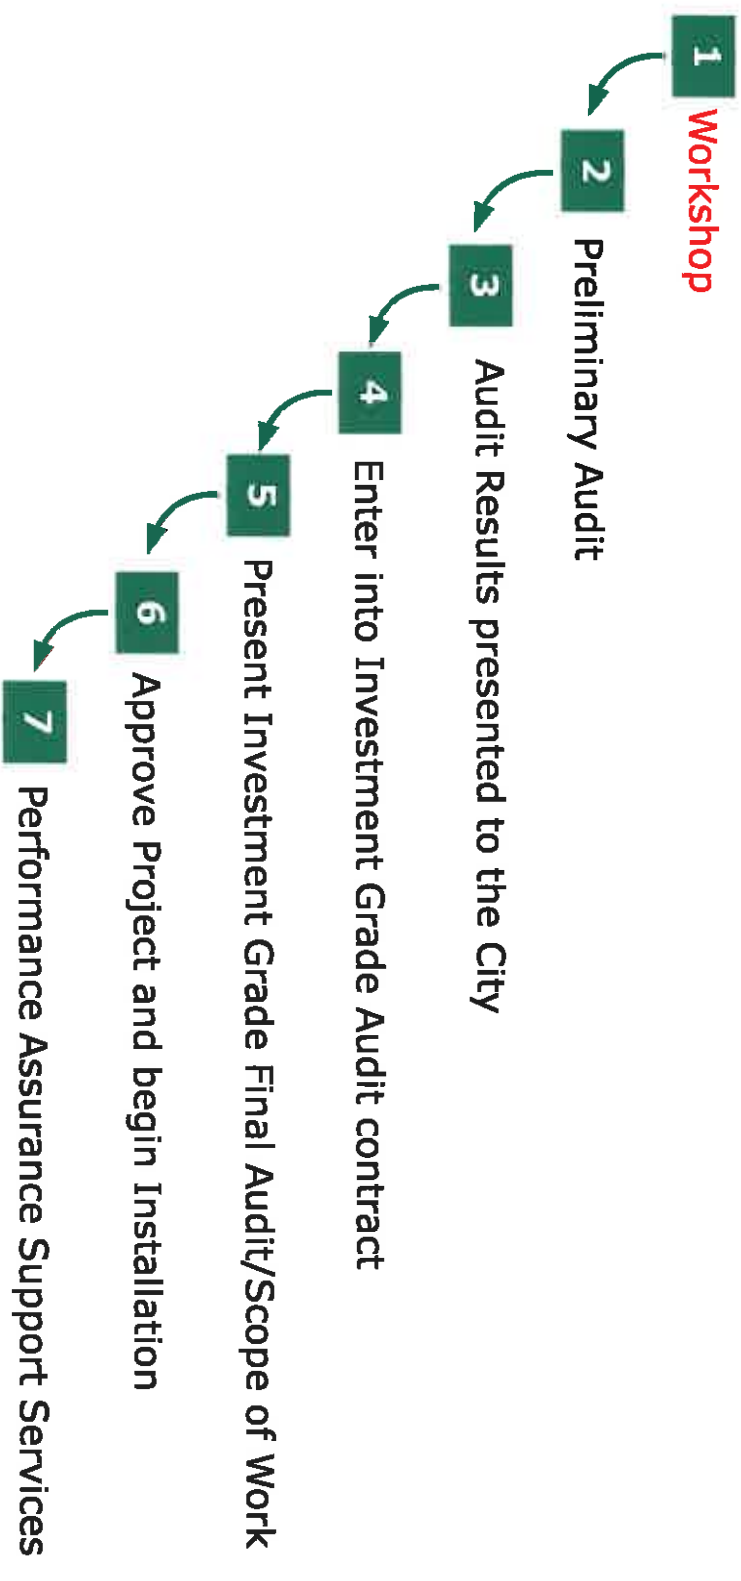 1 Workshop
2 Preliminary Audit
3 Audit Results presented to the City
4 Enter into Investment Grade Audit contract
5 Present Investment Grade Final Audit/Scope of Work
6 Approve Project and begin Installation
7 Performance Assurance Support Services